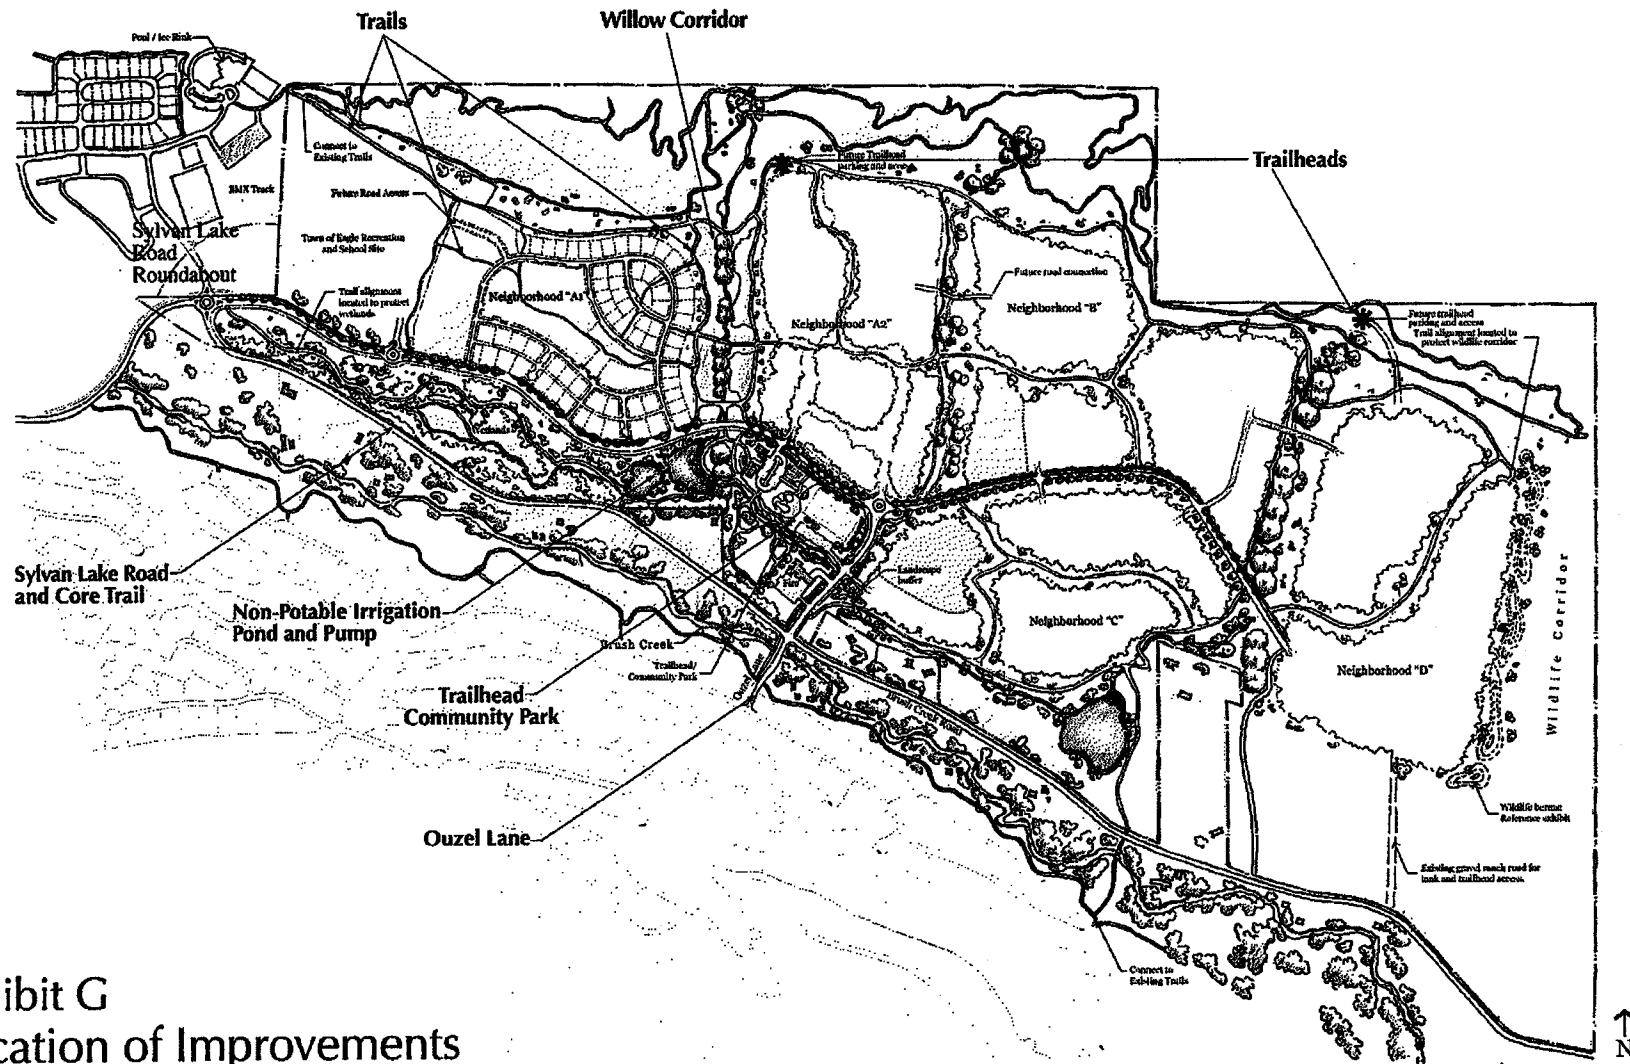 Trails
Willow Corridor
Pool / Ice Rink
Connect to
Existing Trails
Future Trailhead
parking and access
Trailheads
BMX Track
Future Road Access
Sylvan Lake
Road
Roundabout
Town of Eagle Recreation
and School Site
Trail alignment
located to protect
wetlands
Neighborhood "A1"
Neighborhood "A2"
Future road connection
Neighborhood "B"
Future trailhead
parking and access
Trail alignment located to
protect wildlife corridor
Wetlands
Sylvan Lake Road
and Core Trail
Non-Potable Irrigation
Pond and Pump
Fire
Landscape
buffer
Neighborhood "C"
Brush Creek
Trailhead/
Community Park
Ouzel Lane
Neighborhood "D"
Wildlife Corridor
Trailhead
Community Park
Brush Creek Road
Ouzel Lane
Wildlife berms
Reference exhibit
Existing gravel ranch road for
tank and trailhead access.
Connect to
Existing Trails
ibit G
cation of Improvements
N